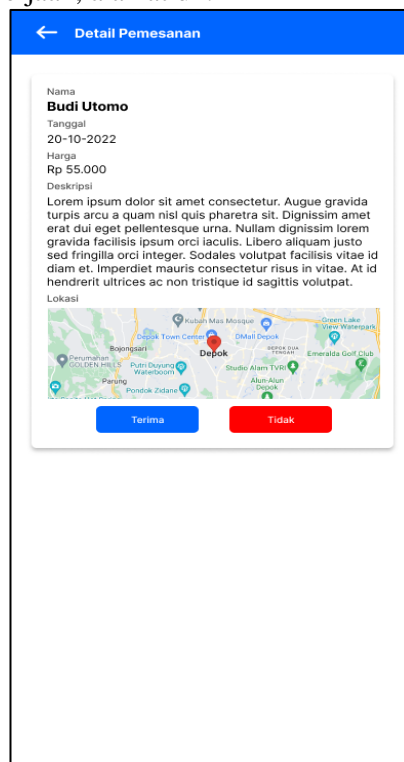 Detail Pemesanan
Nama
Budi Utomo
Tanggal
20-10-2022
Harga
Rp 55.000
Deskripsi
Lorem ipsum dolor sit amet consectetur. Augue gravida
turpis arcu a quam nisl quis pharetra sit. Dignissim amet
erat dui eget pellentesque urna. Nullam dignissim lorem
gravida facilisis ipsum orci iaculis. Libero aliquam justo
sed fringilla orci integer. Sodales volutpat facilisis vitae id
diam et. Imperdiet mauris consectetur risus in vitae. At id
hendrerit ultrices ac non tristique id sagittis volutpat.
Lokasi
Kubah Mas Mosque
Green Lake
View Waterpark
Depok Town Center
DMall Depok
Bojongsari
Depok
DEPOK DUA
TENGAH
Perumahan
GOLDEN HILLS
Putri Duyung
Waterboom
Studio Alam TVRI
Emeralda Golf Club
Parung
Pondok Zidane
Alun-Alun
Depok
Terima
Tidak